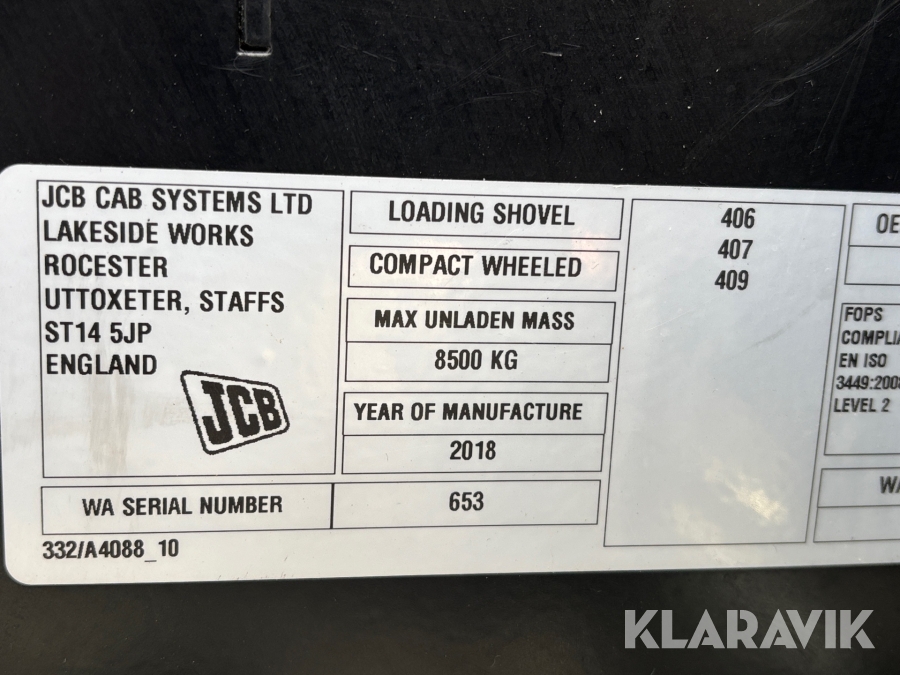 JCB CAB SYSTEMS LTD
LAKESIDE WORKS
ROCESTER
UTTOXETER, STAFFS
ST14 5JP
ENGLAND
JCB
LOADING SHOVEL
COMPACT WHEELED
MAX UNLADEN MASS
8500 KG
YEAR OF MANUFACTURE
2018
WA SERIAL NUMBER
653
332/A4088_10
406
407
409
FOPS
EN ISO
LEVEL 2
KLARAVIK